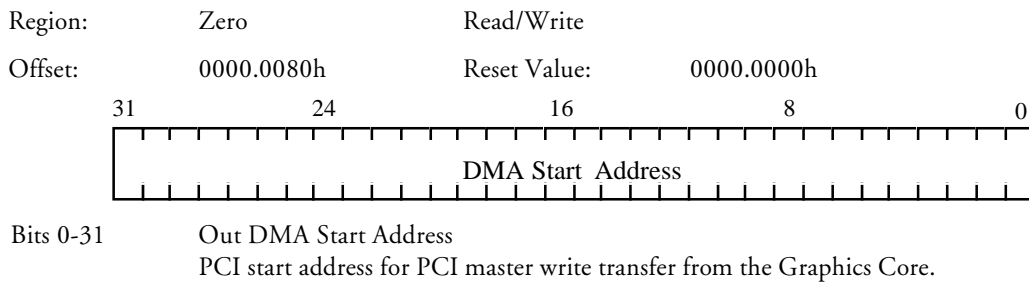 Region: Zero Read/Write
Offset: 0000.0080h Reset Value: 0000.0000h
31 24 16 8 0
DMA Start Address
Bits 0-31 Out DMA Start Address
PCI start address for PCI master write transfer from the Graphics Core.